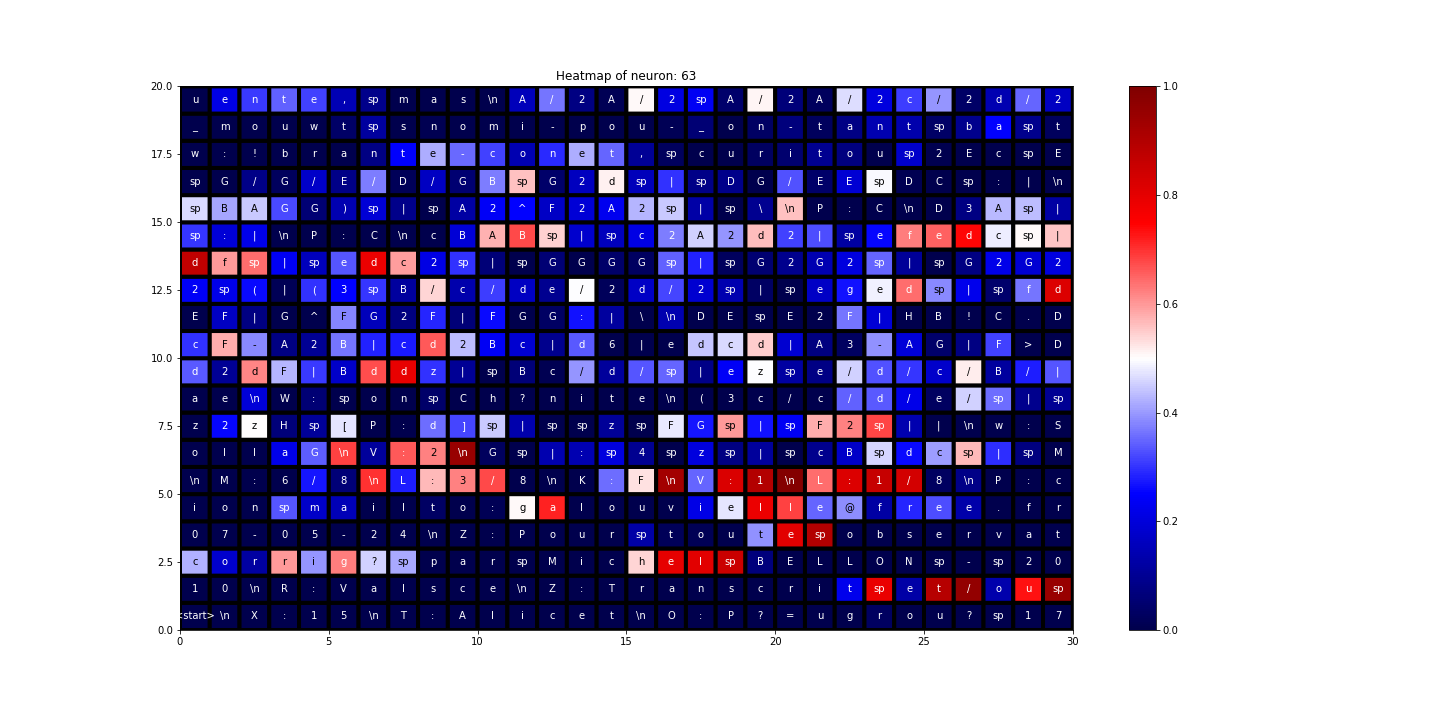 Heatmap of neuron: 63
20.0
u e n t e , sp m a s \n A / 2 A / 2 sp A / 2 A / 2 c / 2 d / 2
_ m o u w t sp s n o m i - p o u - _ o n - t a n t sp b a sp t
17.5
w : ! b r a n t e - c o n e t , sp c u r i t o u sp 2 E c sp E
sp G / G / E / D / G B sp G 2 d sp | sp D G / E E sp D C sp : | \n
15.0
sp B A G G ) sp | sp A 2 ^ F 2 A 2 sp | sp \ \n P : C \n D 3 A sp |
sp : | \n P : C \n c B A B sp | sp c 2 A 2 d 2 | sp e f e d c sp |
d f sp | sp e d c 2 sp | sp G G G G sp | sp G 2 G 2 sp | sp G 2 G 2
12.5
2 sp ( | ( 3 sp B / c / d e / 2 d / 2 sp | sp e g e d sp | sp f d
E F | G ^ F G 2 F | F G G : | \ \n D E sp E 2 F | H B ! C . D
10.0
c F - A 2 B | c d 2 B c | d 6 | e d c d | A 3 - A G | F > D
d 2 d F | B d d z | sp B c / d / sp | e z sp e / d / c / B / |
a e \n W : sp o n sp C h ? n i t e \n ( 3 c / c / d / e / sp | sp
7.5
z 2 z H sp [ P : d ] sp | sp sp z sp F G sp | sp F 2 sp | | \n w : S
o l l a G \n V : 2 \n G sp | : sp 4 sp z sp | sp c B sp d c sp | sp M
5.0
\n M : 6 / 8 \n L : 3 / 8 \n K : F \n V : 1 \n L : 1 / 8 \n P : c
i o n sp m a i l t o : g a l o u v i e l l e @ f r e e . f r
0 7 - 0 5 - 2 4 \n Z : P o u r sp t o u t e sp o b s e r v a t
2.5
c o r r i g ? sp p a r sp M i c h e l sp B E L L O N sp - sp 2 0
1 0 \n R : V a l s e \n Z : T r a n s c r i t sp e t / o u sp
<start> \n X : 1 5 \n T : A l i c e t \n O : P ? = u g r o u ? sp 1 7
0.0
0 5 10 15 20 25 30
1.0
0.8
0.6
0.4
0.2
0.0